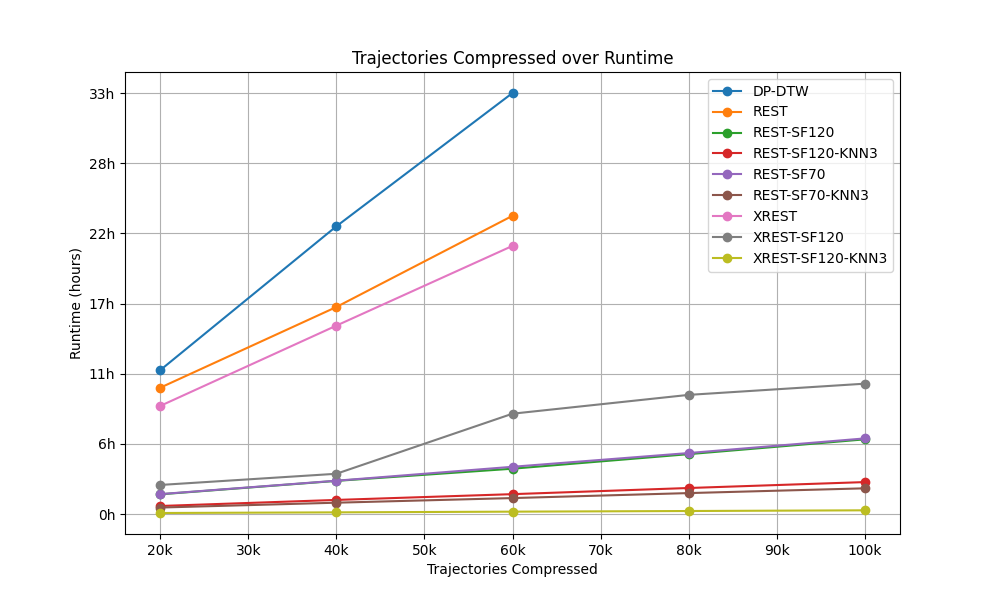 Trajectories Compressed over Runtime
33h
28h
22h
17h
11h
6h
0h
Runtime (hours)
DP-DTW
REST
REST-SF120
REST-SF120-KNN3
REST-SF70
REST-SF70-KNN3
XREST
XREST-SF120
XREST-SF120-KNN3
20k 30k 40k 50k 60k 70k 80k 90k 100k
Trajectories Compressed